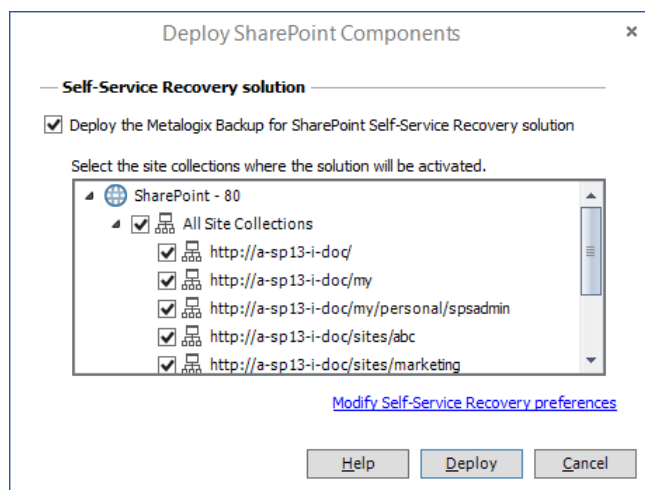 Deploy SharePoint Components
Self-Service Recovery solution
Deploy the Metalogix Backup for SharePoint Self-Service Recovery solution
Select the site collections where the solution will be activated.
SharePoint - 80
All Site Collections
http://a-sp13-i-doc/
http://a-sp13-i-doc/my
http://a-sp13-i-doc/my/personal/spsadmin
http://a-sp13-i-doc/sites/abc
http://a-sp13-i-doc/sites/marketing
Modify Self-Service Recovery preferences
Help Deploy Cancel